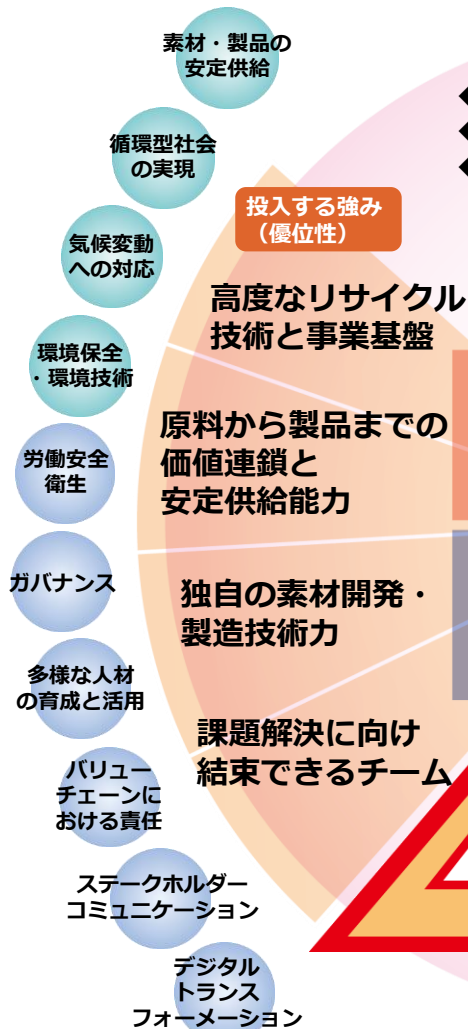 素材・製品の
安定供給
循環型社会
の実現
気候変動
への対応
環境保全
・環境技術
労働安全
衛生
ガバナンス
多様な人材
の育成と活用
バリュー
チェーンに
おける責任
ステークホルダー
コミュニケーション
デジタル
トランス
フォーメーション
投入する強み
（優位性）
高度なリサイクル
技術と事業基盤
原料から製品までの
価値連鎖と
安定供給能力
独自の素材開発・
製造技術力
課題解決に向け
結束できるチーム